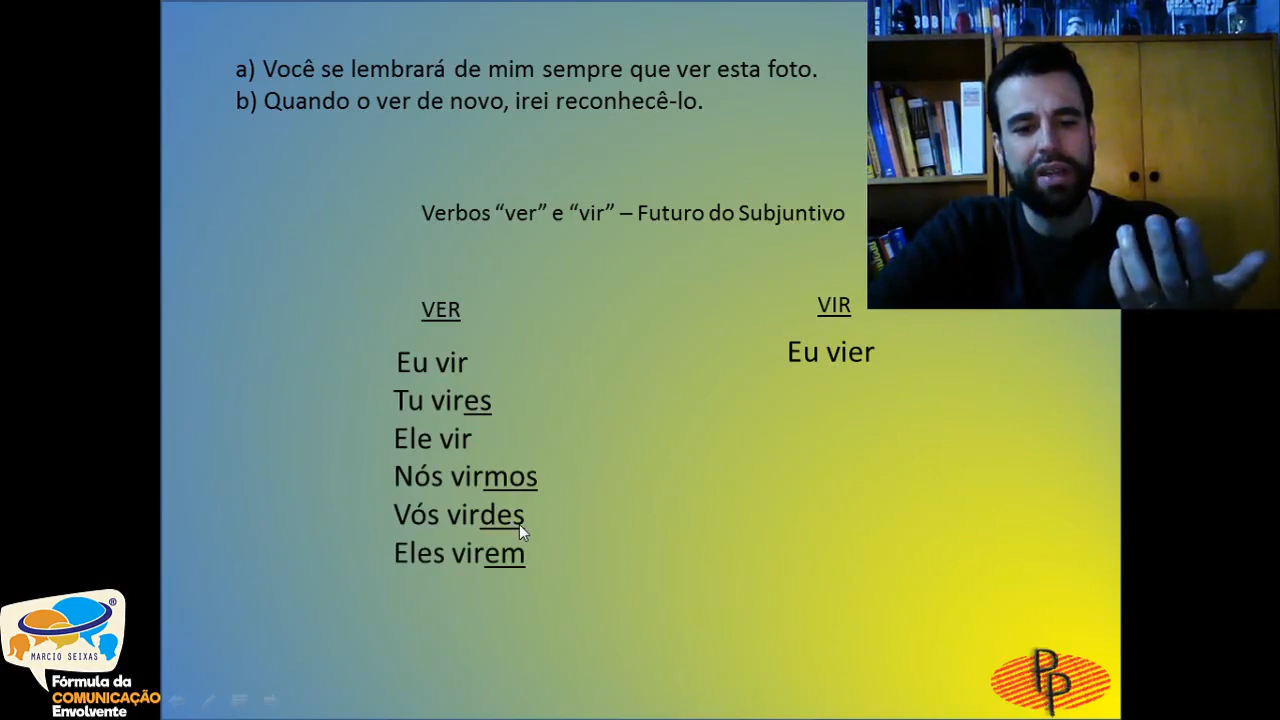 a) Você se lembrará de mim sempre que ver esta foto.
b) Quando o ver de novo, irei reconhecê-lo.
Verbos “ver” e “vir” – Futuro do Subjuntivo
VER
VIR
Eu vir
Eu vier
Tu vires
Ele vir
Nós virmos
Vós virdes
Eles virem
MARCIO SEIXAS
Fórmula da
COMUNICAÇÃO
Envolvente
PP